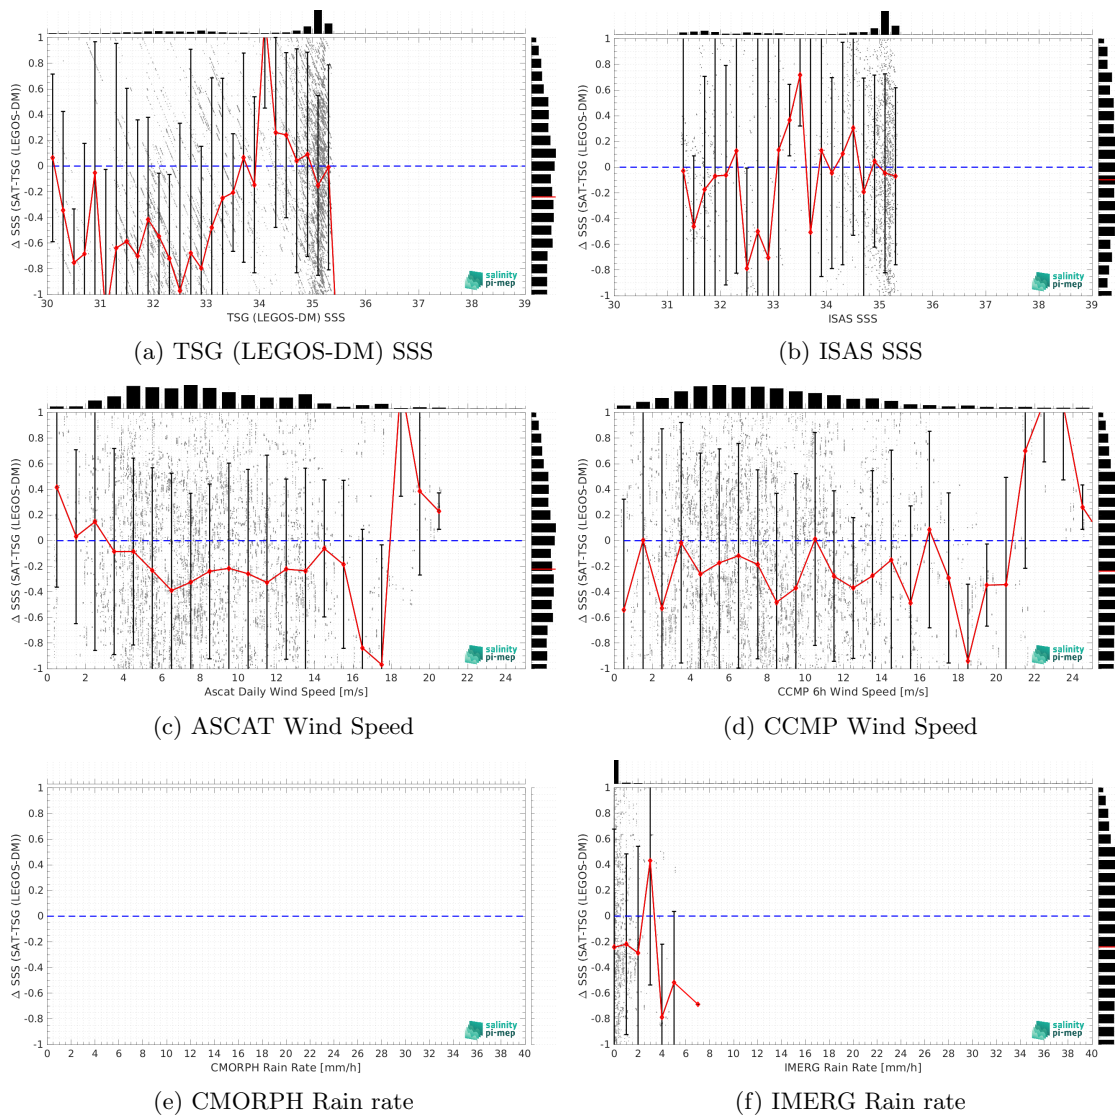 1
0.8
0.6
0.4
0.2
0
-0.2
-0.4
-0.6
-0.8
-1
Δ SSS (SAT-TSG (LEGOS-DM))
salinity
pi-mep
30 31 32 33 34 35 36 37 38 39
TSG (LEGOS-DM) SSS
(a) TSG (LEGOS-DM) SSS
1
0.8
0.6
0.4
0.2
0
-0.2
-0.4
-0.6
-0.8
-1
Δ SSS (SAT-TSG (LEGOS-DM))
salinity
pi-mep
30 31 32 33 34 35 36 37 38 39
ISAS SSS
(b) ISAS SSS
1
0.8
0.6
0.4
0.2
0
-0.2
-0.4
-0.6
-0.8
-1
Δ SSS (SAT-TSG (LEGOS-DM))
salinity
pi-mep
0 2 4 6 8 10 12 14 16 18 20 22 24
Ascat Daily Wind Speed [m/s]
(c) ASCAT Wind Speed
1
0.8
0.6
0.4
0.2
0
-0.2
-0.4
-0.6
-0.8
-1
Δ SSS (SAT-TSG (LEGOS-DM))
salinity
pi-mep
0 2 4 6 8 10 12 14 16 18 20 22 24
CCMP 6h Wind Speed [m/s]
(d) CCMP Wind Speed
1
0.8
0.6
0.4
0.2
0
-0.2
-0.4
-0.6
-0.8
-1
Δ SSS (SAT-TSG (LEGOS-DM))
salinity
pi-mep
0 2 4 6 8 10 12 14 16 18 20 22 24 26 28 30 32 34 36 38 40
CMORPH Rain Rate [mm/h]
(e) CMORPH Rain rate
1
0.8
0.6
0.4
0.2
0
-0.2
-0.4
-0.6
-0.8
-1
Δ SSS (SAT-TSG (LEGOS-DM))
salinity
pi-mep
0 2 4 6 8 10 12 14 16 18 20 22 24 26 28 30 32 34 36 38 40
IMERG Rain Rate [mm/h]
(f) IMERG Rain rate